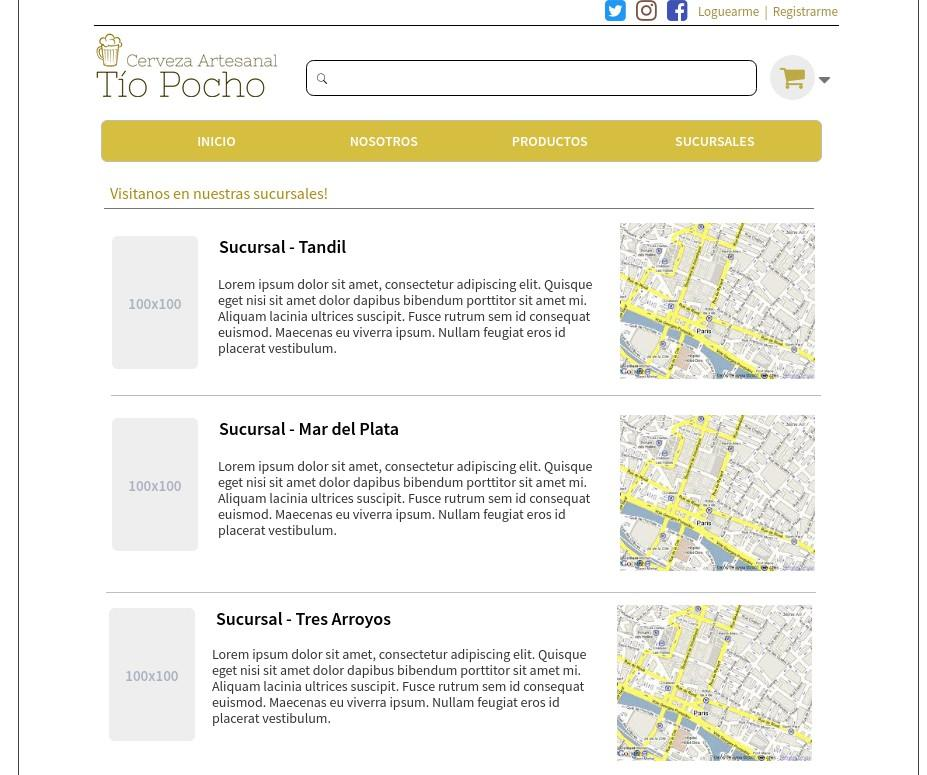 Loguearme | Registrarme
Cerveza Artesanal
Tío Pocho
INICIO NOSOTROS PRODUCTOS SUCURSALES
Visitanos en nuestras sucursales!
Sucursal - Tandil
100x100
Lorem ipsum dolor sit amet, consectetur adipiscing elit. Quisque
eget nisi sit amet dolor dapibus bibendum porttitor sit amet mi.
Aliquam lacinia ultrices suscipit. Fusce rutrum sem id consequat
euismod. Maecenas eu viverra ipsum. Nullam feugiat eros id
placerat vestibulum.
Paris
Sucursal - Mar del Plata
100x100
Lorem ipsum dolor sit amet, consectetur adipiscing elit. Quisque
eget nisi sit amet dolor dapibus bibendum porttitor sit amet mi.
Aliquam lacinia ultrices suscipit. Fusce rutrum sem id consequat
euismod. Maecenas eu viverra ipsum. Nullam feugiat eros id
placerat vestibulum.
Paris
Sucursal - Tres Arroyos
100x100
Lorem ipsum dolor sit amet, consectetur adipiscing elit. Quisque
eget nisi sit amet dolor dapibus bibendum porttitor sit amet mi.
Aliquam lacinia ultrices suscipit. Fusce rutrum sem id consequat
euismod. Maecenas eu viverra ipsum. Nullam feugiat eros id
placerat vestibulum.
Paris